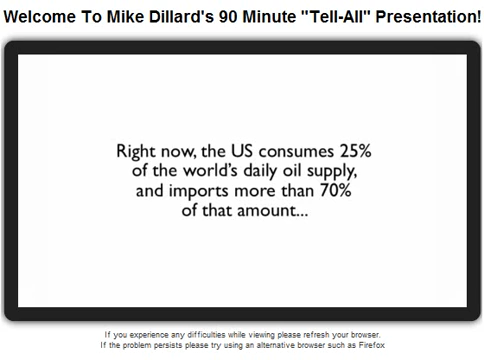 Welcome To Mike Dillard's 90 Minute "Tell-All" Presentation!
Right now, the US consumes 25%
of the world's daily oil supply,
and imports more than 70%
of that amount...
If you experience any difficulties while viewing please refresh your browser.
If the problem persists please try using an alternative browser such as Firefox